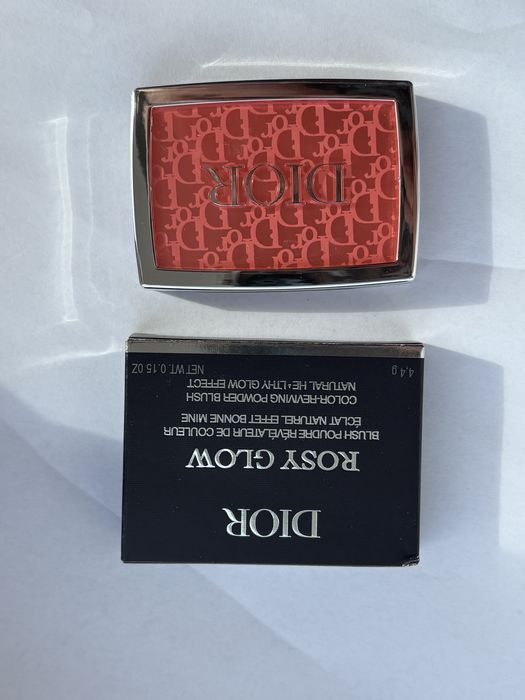 DIOR
ROSY GLOW
BLUSH POUDRE RÉVÉLATEUR DE COULEUR
ÉCLAT NATUREL EFFET BONNE MINE
COLOR-REVIVING POWDER BLUSH
NATURAL HEALTHY GLOW EFFECT
4.4 g NET WT. 0.15 OZ
DIOR